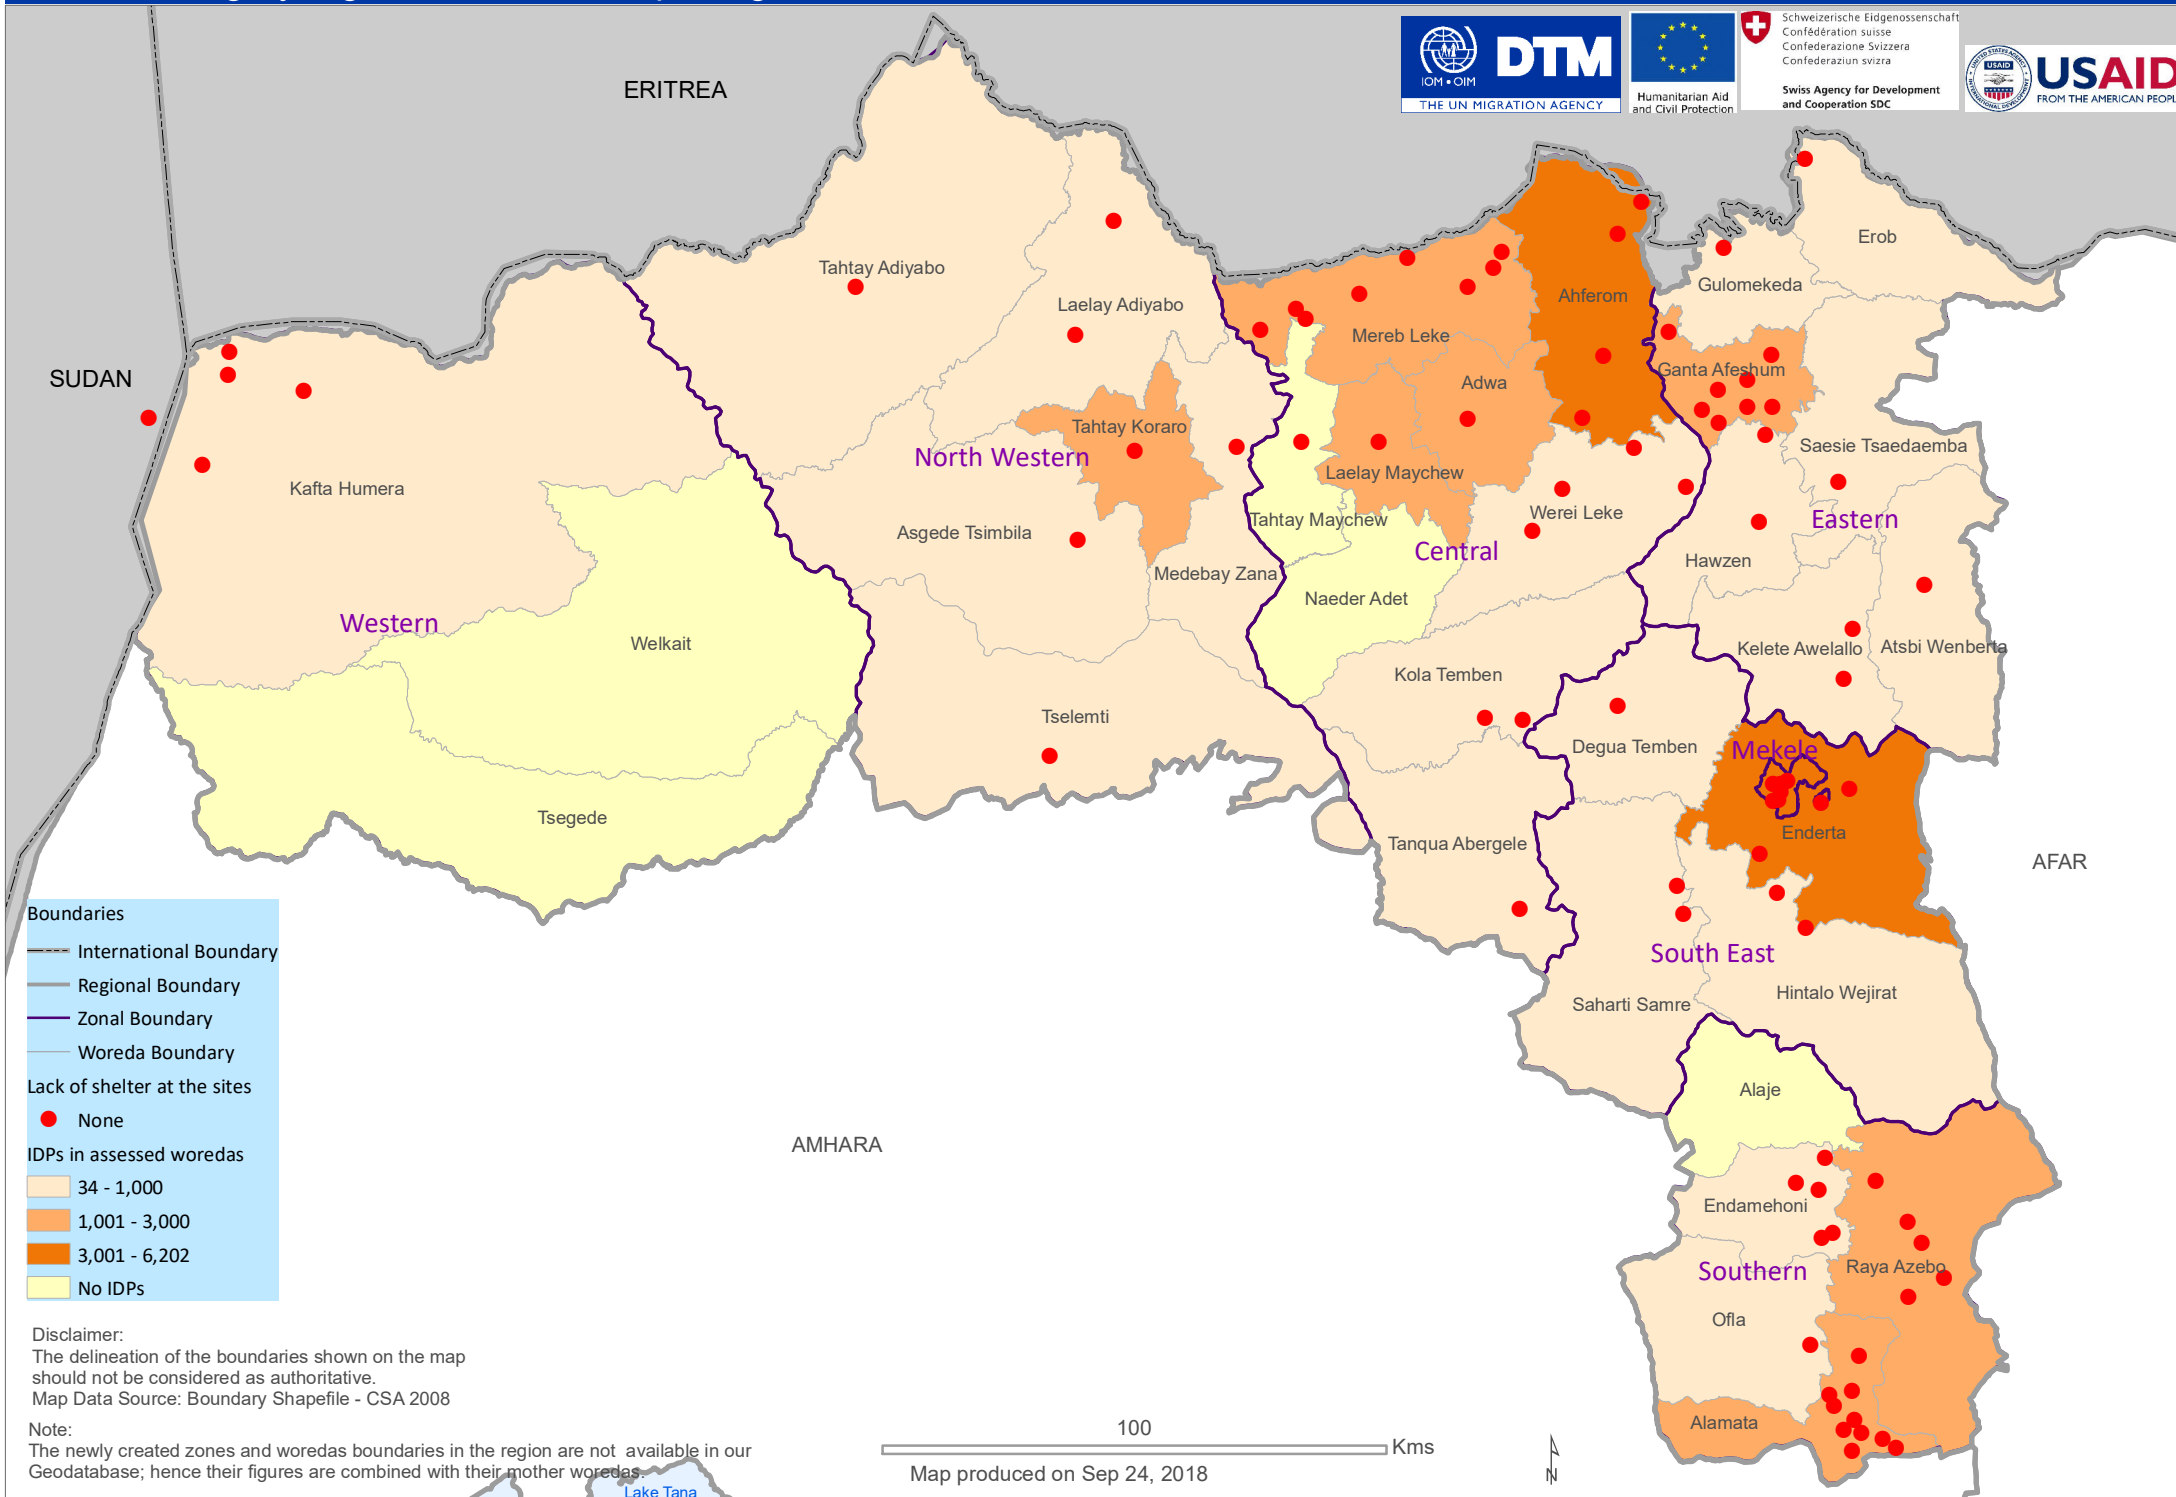 IOM • OIM
DTM
THE UN MIGRATION AGENCY
Humanitarian Aid
and Civil Protection
Schweizerische Eidgenossenschaft
Confédération suisse
Confederazione Svizzera
Confederaziun svizra
Swiss Agency for Development
and Cooperation SDC
USAID
FROM THE AMERICAN PEOPL
ERITREA
SUDAN
Tahtay Adiyabo
Laelay Adiyabo
Erob
Gulomekeda
Ahferom
Mereb Leke
Ganta Afeshum
Adwa
Tahtay Koraro
North Western
Saesie Tsaedaemba
Laelay Maychew
Kafta Humera
Werei Leke
Tahtay Maychew
Eastern
Asgede Tsimbila
Central
Hawzen
Medebay Zana
Naeder Adet
Western
Welkait
Kelete Awelallo
Atsbi Wenberta
Kola Temben
Tselemti
Degua Temben
Mekele
Tsegede
Enderta
Tanqua Abergele
AFAR
South East
Hintalo Wejirat
Saharti Samre
Alaje
AMHARA
Endamehoni
Southern
Raya Azebo
Ofla
Alamata
Boundaries
International Boundary
Regional Boundary
Zonal Boundary
Woreda Boundary
Lack of shelter at the sites
None
IDPs in assessed woredas
34 - 1,000
1,001 - 3,000
3,001 - 6,202
No IDPs
Disclaimer:
The delineation of the boundaries shown on the map
should not be considered as authoritative.
Map Data Source: Boundary Shapefile - CSA 2008
Note:
The newly created zones and woredas boundaries in the region are not available in our
Geodatabase; hence their figures are combined with their mother woredas.
Lake Tana
100
Kms
Map produced on Sep 24, 2018
N